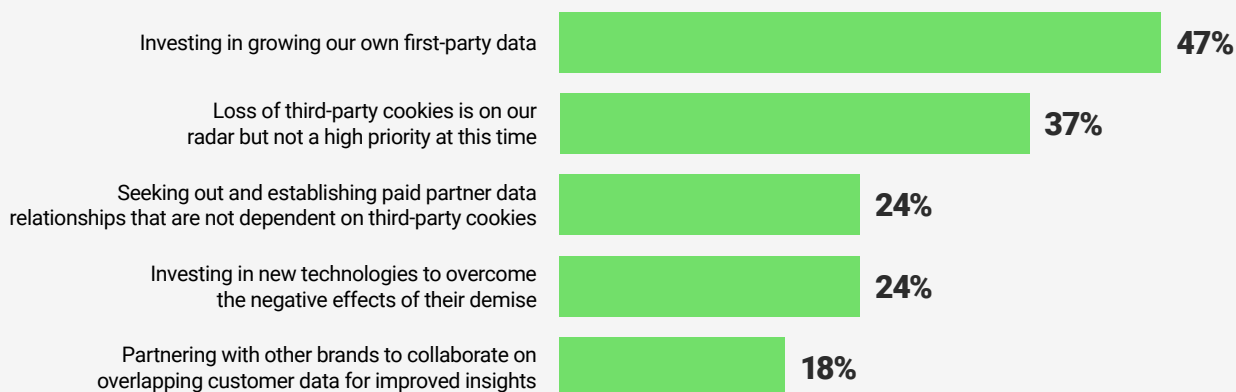 Investing in growing our own first-party data
47%
Loss of third-party cookies is on our
radar but not a high priority at this time
37%
Seeking out and establishing paid partner data
relationships that are not dependent on third-party cookies
24%
Investing in new technologies to overcome
the negative effects of their demise
24%
Partnering with other brands to collaborate on
overlapping customer data for improved insights
18%